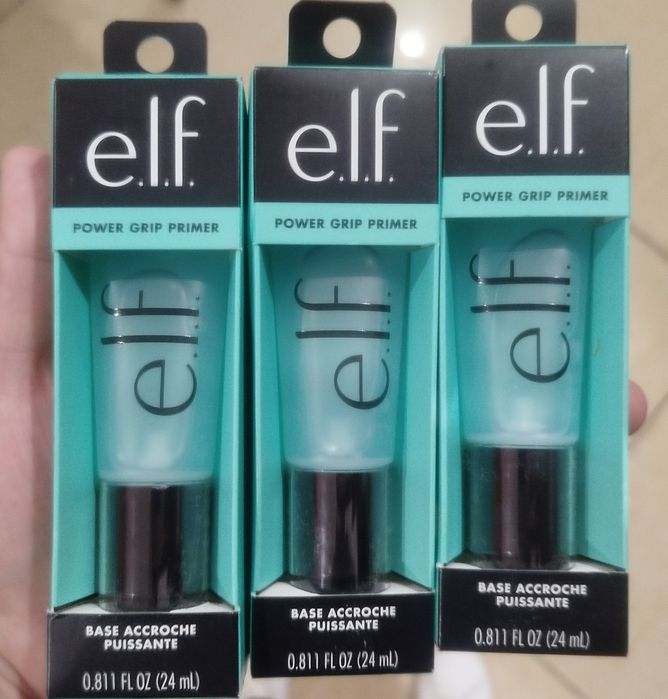 e.l.f.
POWER GRIP PRIMER
e.l.f.
BASE ACCROCHE
PUISSANTE
0.811 FL OZ (24 mL)
e.l.f.
POWER GRIP PRIMER
e.l.f.
BASE ACCROCHE
PUISSANTE
0.811 FL OZ (24 mL)
e.l.f.
POWER GRIP PRIMER
e.l.f.
BASE ACCROCHE
PUISSANTE
0.811 FL OZ (24 mL)